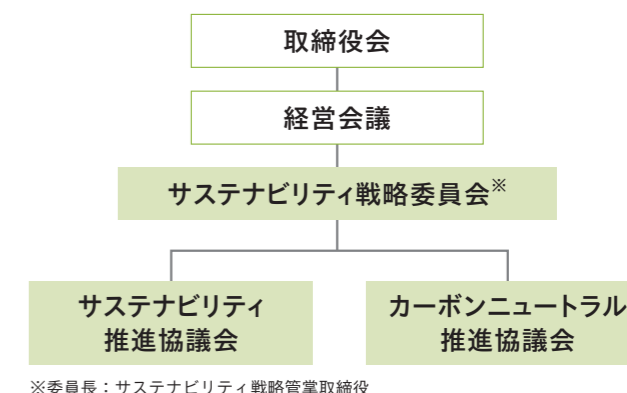 取締役会
経営会議
サステナビリティ戦略委員会※
サステナビリティ
推進協議会
カーボンニュートラル
推進協議会
※委員長：サステナビリティ戦略管掌取締役